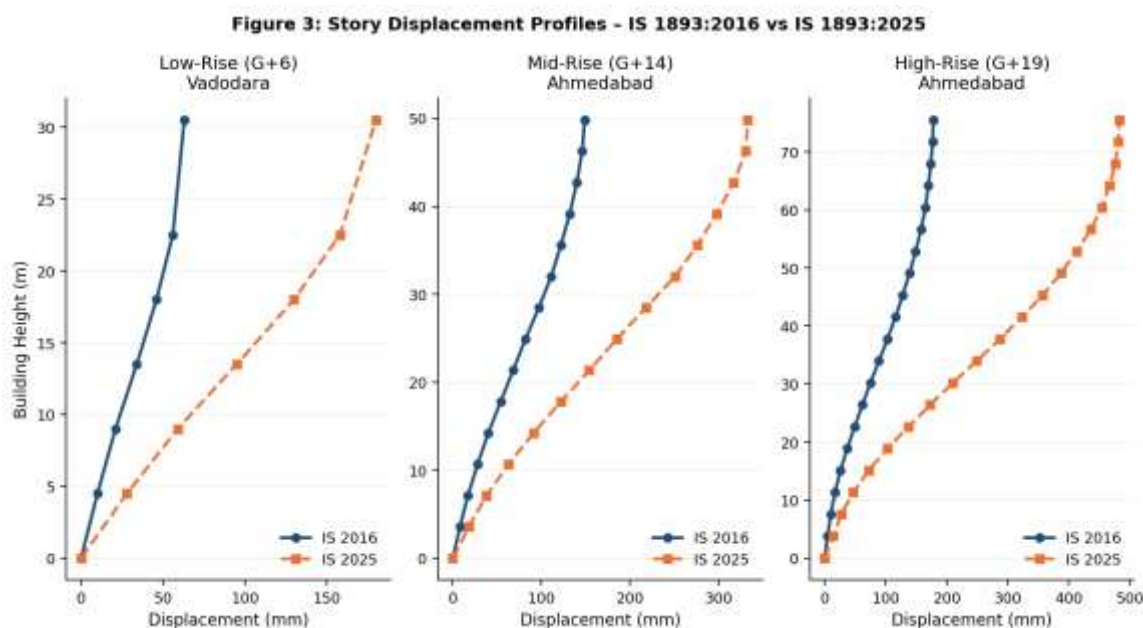 Figure 3: Story Displacement Profiles – IS 1893:2016 vs IS 1893:2025
Low-Rise (G+6)
Vadodara
Building Height (m)
30
25
20
15
10
5
0
IS 2016
IS 2025
0 50 100 150
Displacement (mm)
Mid-Rise (G+14)
Ahmedabad
50
40
30
20
10
0
IS 2016
IS 2025
0 100 200 300
Displacement (mm)
High-Rise (G+19)
Ahmedabad
70
60
50
40
30
20
10
0
IS 2016
IS 2025
0 100 200 300 400 500
Displacement (mm)